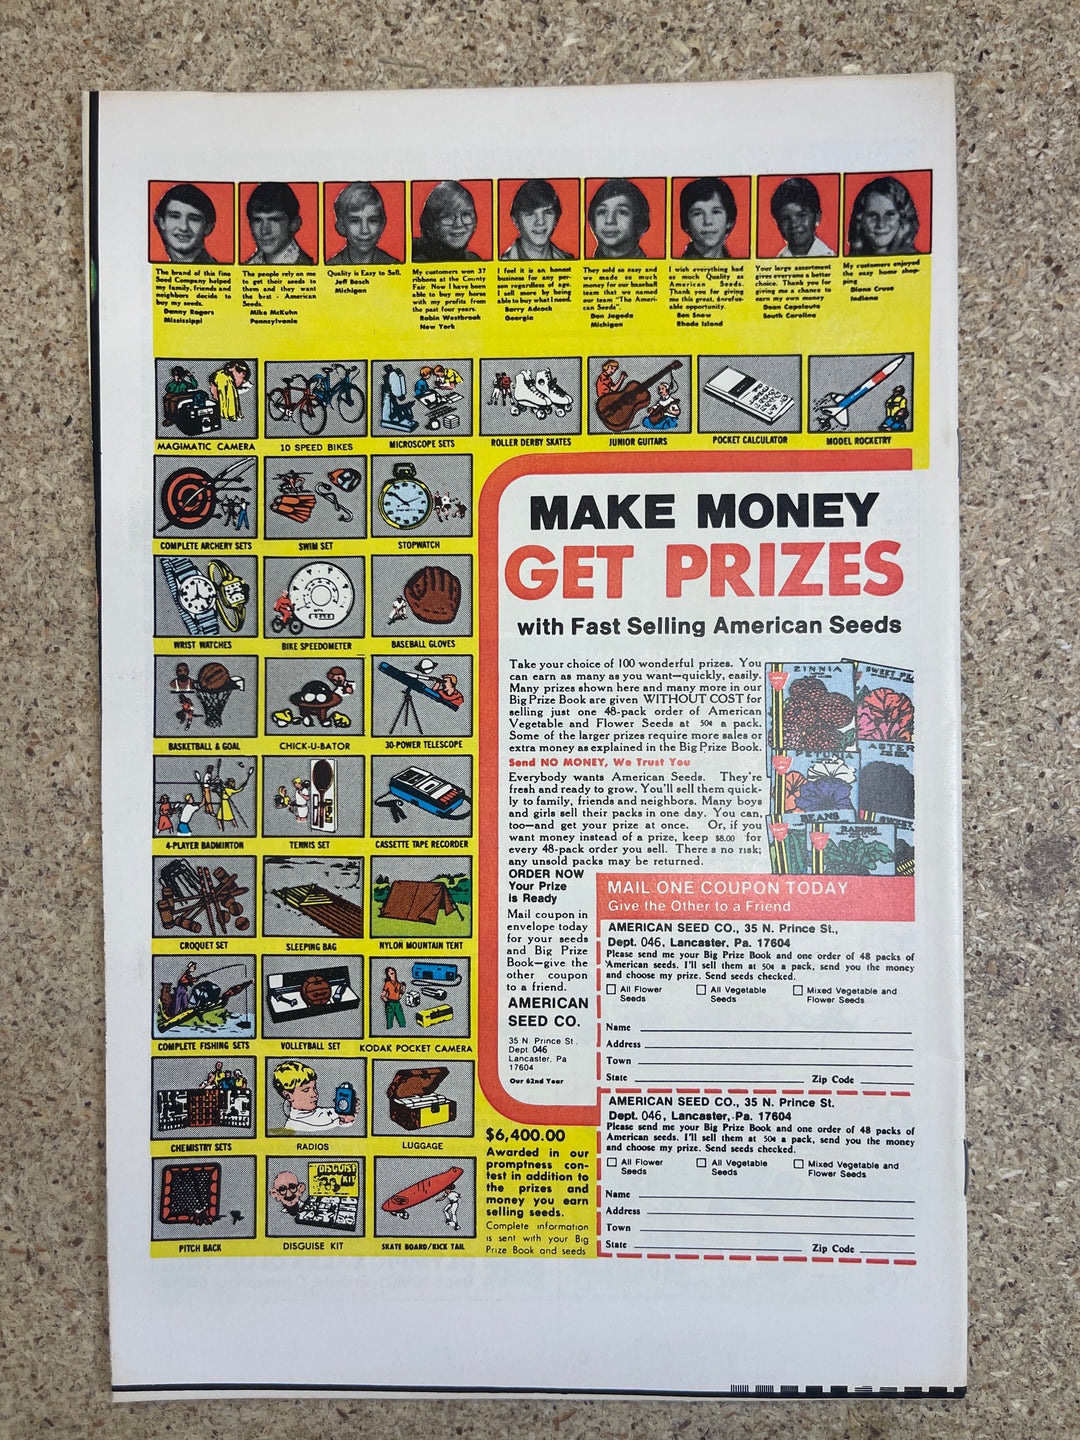 The brand of this fine
Seed Company helped
my family, friends and
neighbors decide to
buy my seeds.
Danny Rogers
Mississippi
The people rely on me
to get their seeds to
them and they want
the best - American
Seeds.
Mike McKuhn
Pennsylvania
Quality is Easy to Sell.
Jeff Bosch
Michigan
My customers won 37
ribbons at the County
Fair. Now I have been
able to buy my horse
with my profits from
the past four years.
Robin Westbrook
New York
I feel it is an honest
business for any per-
son regardless of age.
I sell more by being
able to buy what I need.
Barry Adcock
Georgia
They sold so easy and
we made so much
money for our baseball
team that we named
our team "The Ameri-
can Seeds".
Dan Jagoda
Michigan
I wish everything had
as much Quality as
American Seeds.
Thank you for giving
me this great, &nrefus-
able opportunity.
Ben Snow
Rhode Island
Your large assortment
gives everyone a better
choice. Thank you for
giving me a chance to
earn my own money
Dean Capalouto
South Carolina
My customers enjoyed
the easy home shop-
ping
Diana Cruse
Indiana
MAGIMATIC CAMERA
10 SPEED BIKES
MICROSCOPE SETS
ROLLER DERBY SKATES
JUNIOR GUITARS
POCKET CALCULATOR
MODEL ROCKETRY
COMPLETE ARCHERY SETS
SWIM SET
STOPWATCH
WRIST WATCHES
BIKE SPEEDOMETER
BASEBALL GLOVES
BASKETBALL & GOAL
CHICK-U-BATOR
30-POWER TELESCOPE
4-PLAYER BADMINTON
TENNIS SET
CASSETTE TAPE RECORDER
CROQUET SET
SLEEPING BAG
NYLON MOUNTAIN TENT
COMPLETE FISHING SETS
VOLLEYBALL SET
KODAK POCKET CAMERA
CHEMISTRY SETS
RADIOS
LUGGAGE
DISGUISE
KIT
PITCH BACK
DISGUISE KIT
SKATE BOARD/KICK TAIL
MAKE MONEY
GET PRIZES
with Fast Selling American Seeds
Take your choice of 100 wonderful prizes. You
can earn as many as you want—quickly, easily.
Many prizes shown here and many more in our
Big Prize Book are given WITHOUT COST for
selling just one 48-pack order of American
Vegetable and Flower Seeds at 50¢ a pack.
Some of the larger prizes require more sales or
extra money as explained in the Big Prize Book.
Send NO MONEY, We Trust You
Everybody wants American Seeds. They're
fresh and ready to grow. You'll sell them quick-
ly to family, friends and neighbors. Many boys
and girls sell their packs in one day. You can,
too—and get your prize at once. Or, if you
want money instead of a prize, keep $8.00 for
every 48-pack order you sell. There s no risk;
any unsold packs may be returned.
ZINNIA
SWEET PE
PETUNIA
ASTER
BEANS
RADISH
SWEET
ORDER NOW
Your Prize
is Ready
Mail coupon in
envelope today
for your seeds
and Big Prize
Book—give the
other coupon
to a friend.
AMERICAN
SEED CO.
35 N. Prince St.,
Dept. 046
Lancaster, Pa
17604
Our 62nd Year
$6,400.00
Awarded in our
promptness con-
test in addition to
the prizes and
money you earn
selling seeds.
Complete information
is sent with your Big
Prize Book and seeds
MAIL ONE COUPON TODAY
Give the Other to a Friend
AMERICAN SEED CO., 35 N. Prince St.,
Dept. 046, Lancaster, Pa. 17604
Please send me your Big Prize Book and one order of 48 packs of
American seeds. I'll sell them at 50¢ a pack, send you the money
and choose my prize. Send seeds checked.
All Flower Seeds
All Vegetable Seeds
Mixed Vegetable and Flower Seeds
Name
Address
Town
State Zip Code
AMERICAN SEED CO., 35 N. Prince St.
Dept. 046, Lancaster, Pa. 17604
Please send me your Big Prize Book and one order of 48 packs of
American seeds. I'll sell them at 50¢ a pack, send you the money
and choose my prize. Send seeds checked.
All Flower Seeds
All Vegetable Seeds
Mixed Vegetable and Flower Seeds
Name
Address
Town
State Zip Code